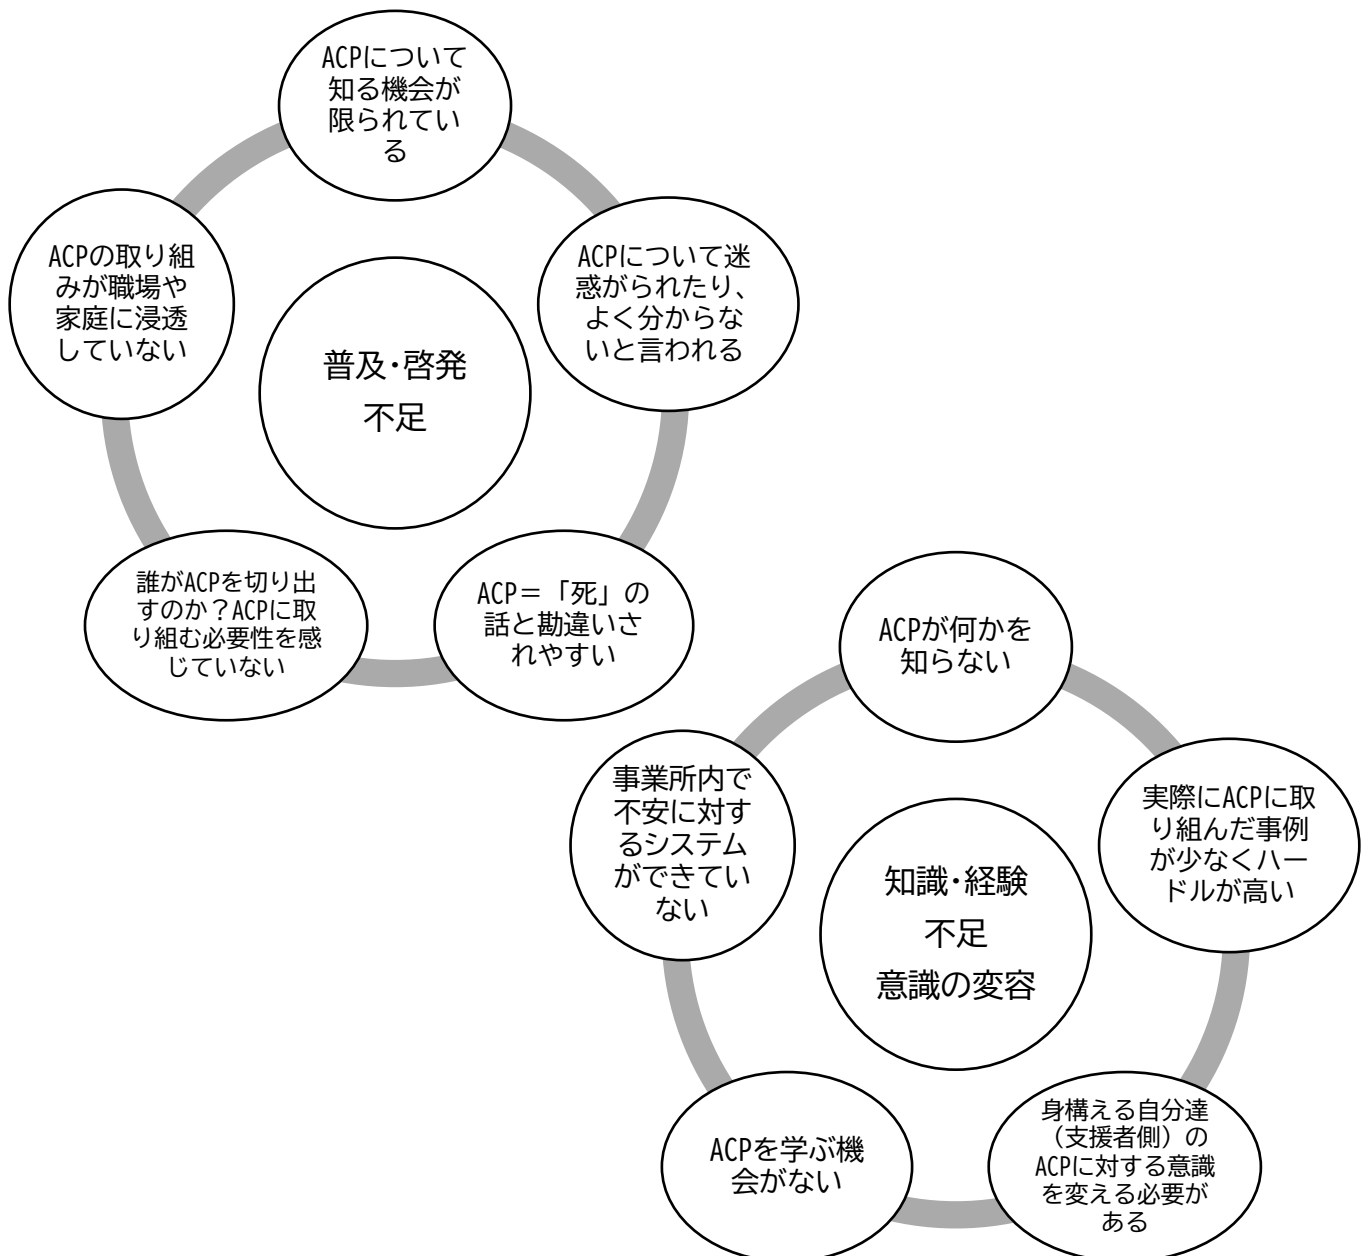 ACPについて
知る機会が
限られてい
る
ACPの取り組
みが職場や
家庭に浸透
していない
ACPについて迷
惑がられたり、
よく分からな
いと言われる
普及・啓発
不足
誰がACPを切り出
すのか？ACPに取
り組む必要性を感
じていない
ACP＝「死」の
話と勘違いさ
れやすい
ACPが何かを
知らない
事業所内で
不安に対す
るシステム
ができてい
ない
実際にACPに取
り組んだ事例
が少なくハー
ドルが高い
知識・経験
不足
意識の変容
ACPを学ぶ機
会がない
身構える自分達
（支援者側）の
ACPに対する意識
を変える必要が
ある